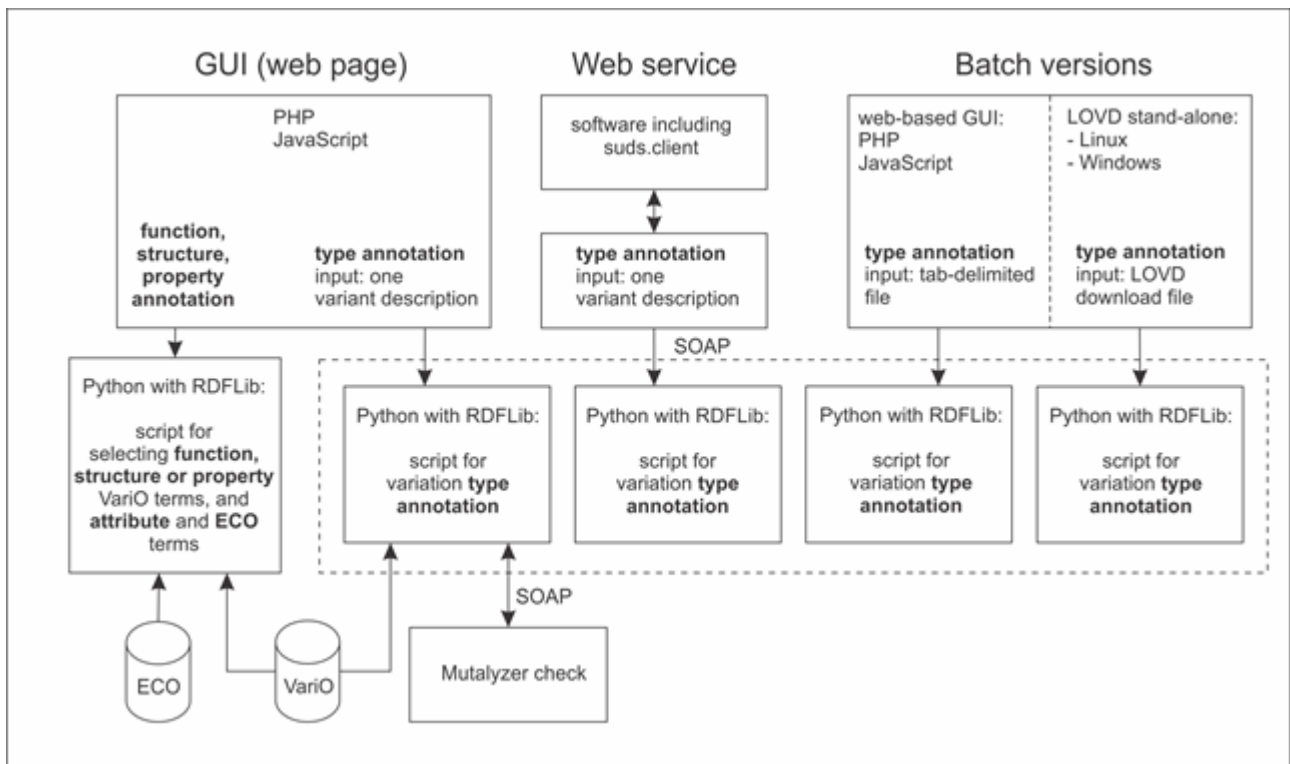 GUI (web page)
Web service
Batch versions
PHP
JavaScript
function,
structure,
property
annotation
type annotation
input: one
variant description
software including
suds.client
type annotation
input: one
variant description
web-based GUI:
PHP
JavaScript
type annotation
input: tab-delimited
file
LOVD stand-alone:
- Linux
- Windows
type annotation
input: LOVD
download file
SOAP
Python with RDFLib:
script for
selecting function,
structure or property
VariO terms, and
attribute and ECO
terms
Python with RDFLib:
script for
variation type
annotation
Python with RDFLib:
script for
variation type
annotation
Python with RDFLib:
script for
variation type
annotation
Python with RDFLib:
script for
variation type
annotation
SOAP
ECO
VariO
Mutalyzer check